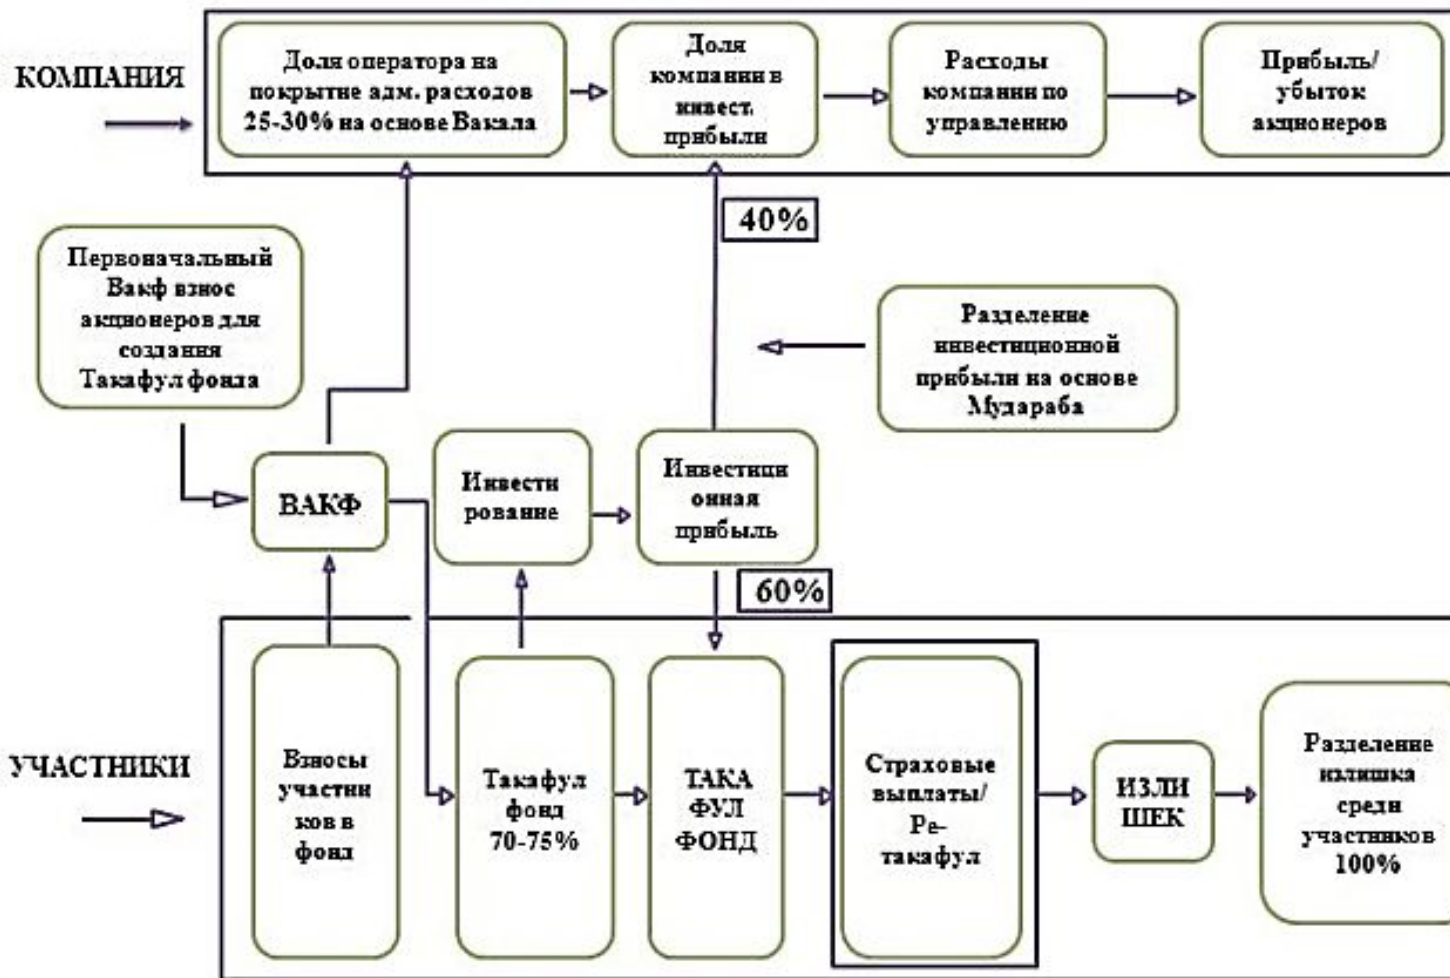 КОМПАНИЯ
Доля оператора на
покрытие адм. расходов
25-30% на основе Вакала
Доля
компании в
инвест.
прибыли
Расходы
компании по
управлению
Прибыль/
убыток
акционеров
40%
Первоначальный
Вакф взнос
акционеров для
создания
Такафул фонда
Разделение
инвестиционной
прибыли на основе
Мудараба
ВАКФ
Инвести
рование
Инвестици
онная
прибыль
60%
УЧАСТНИКИ
Взносы
участни
ков в
фонд
Такафул
фонд
70-75%
ТАКА
ФУЛ
ФОНД
Страховые
выплаты/
Ре-
такафул
ИЗЛИ
ШЕК
Разделение
излишка
среди
участников
100%